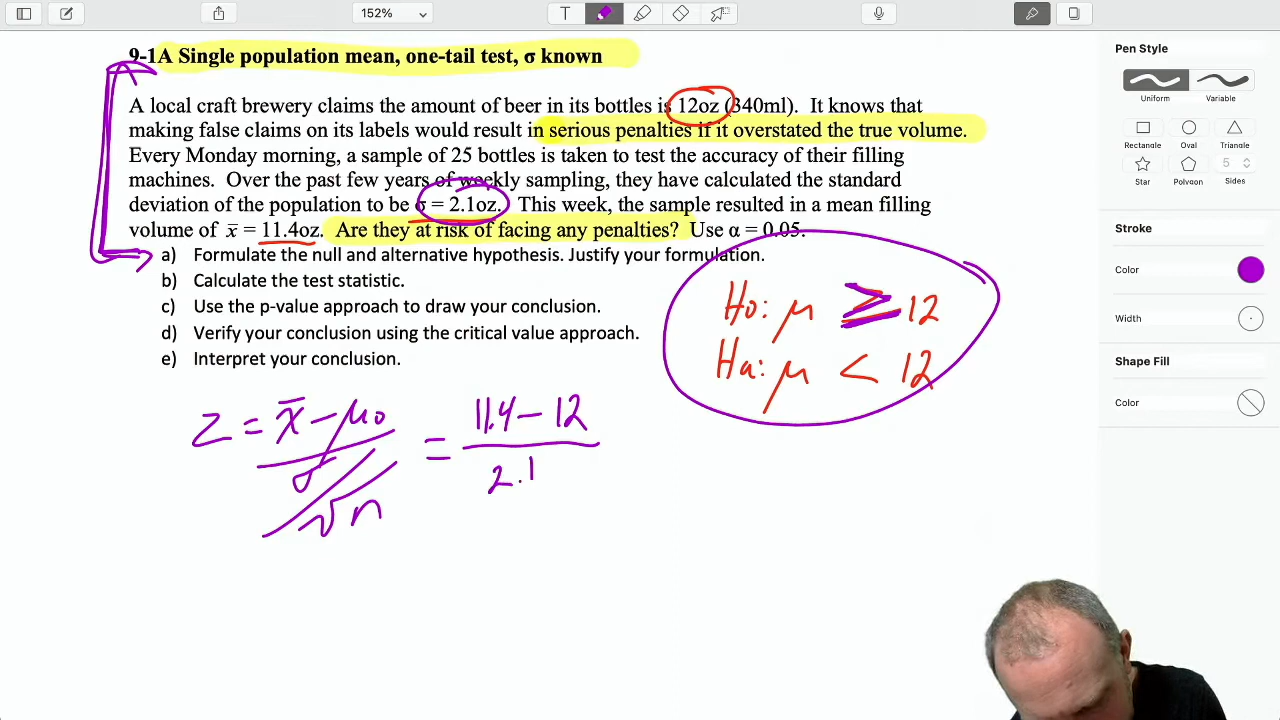 152%
T
9-1A Single population mean, one-tail test, σ known
A local craft brewery claims the amount of beer in its bottles is 12oz (340ml). It knows that
making false claims on its labels would result in serious penalties if it overstated the true volume.
Every Monday morning, a sample of 25 bottles is taken to test the accuracy of their filling
machines. Over the past few years of weekly sampling, they have calculated the standard
deviation of the population to be σ = 2.1oz. This week, the sample resulted in a mean filling
volume of x̄ = 11.4oz. Are they at risk of facing any penalties? Use α = 0.05.
a) Formulate the null and alternative hypothesis. Justify your formulation.
b) Calculate the test statistic.
c) Use the p-value approach to draw your conclusion.
d) Verify your conclusion using the critical value approach.
e) Interpret your conclusion.
Ho: μ ≥ 12
Ha: μ < 12
z = x̄ − μ0 = 11.4 − 12
σ 2.1
√n
Pen Style
Uniform Variable
Rectangle Oval Triangle
Star Polygon 5 Sides
Stroke
Color
Width
Shape Fill
Color